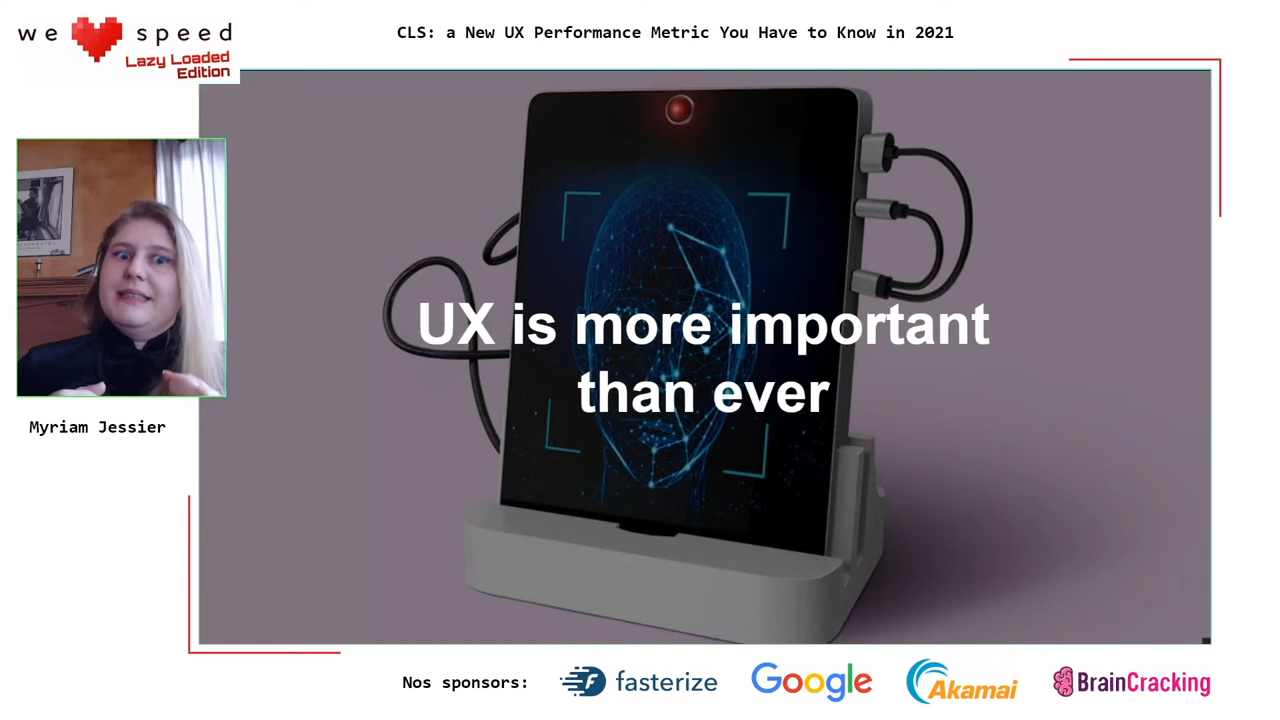 we speed
Lazy Loaded
Edition
CLS: a New UX Performance Metric You Have to Know in 2021
UX is more important
than ever
Myriam Jessier
Nos sponsors:
fasterize
Google
Akamai
BrainCracking